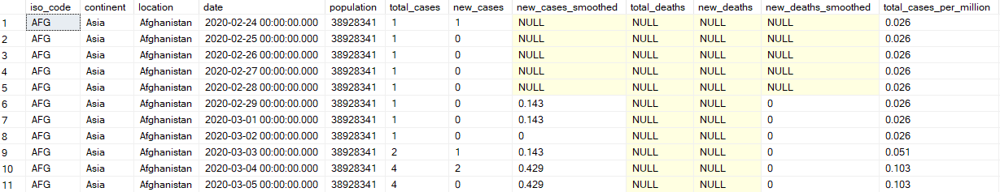 iso_code continent location date population total_cases new_cases new_cases_smoothed total_deaths new_deaths new_deaths_smoothed total_cases_per_million
1 AFG Asia Afghanistan 2020-02-24 00:00:00.000 38928341 1 1 NULL NULL NULL NULL 0.026
2 AFG Asia Afghanistan 2020-02-25 00:00:00.000 38928341 1 0 NULL NULL NULL NULL 0.026
3 AFG Asia Afghanistan 2020-02-26 00:00:00.000 38928341 1 0 NULL NULL NULL NULL 0.026
4 AFG Asia Afghanistan 2020-02-27 00:00:00.000 38928341 1 0 NULL NULL NULL NULL 0.026
5 AFG Asia Afghanistan 2020-02-28 00:00:00.000 38928341 1 0 NULL NULL NULL NULL 0.026
6 AFG Asia Afghanistan 2020-02-29 00:00:00.000 38928341 1 0 0.143 NULL NULL 0 0.026
7 AFG Asia Afghanistan 2020-03-01 00:00:00.000 38928341 1 0 0.143 NULL NULL 0 0.026
8 AFG Asia Afghanistan 2020-03-02 00:00:00.000 38928341 1 0 0 NULL NULL 0 0.026
9 AFG Asia Afghanistan 2020-03-03 00:00:00.000 38928341 2 1 0.143 NULL NULL 0 0.051
10 AFG Asia Afghanistan 2020-03-04 00:00:00.000 38928341 4 2 0.429 NULL NULL 0 0.103
11 AFG Asia Afghanistan 2020-03-05 00:00:00.000 38928341 4 0 0.429 NULL NULL 0 0.103